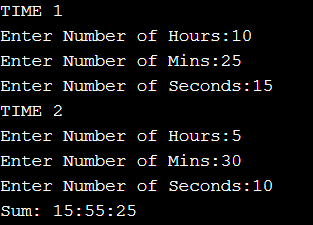 TIME 1
Enter Number of Hours:10
Enter Number of Mins:25
Enter Number of Seconds:15
TIME 2
Enter Number of Hours:5
Enter Number of Mins:30
Enter Number of Seconds:10
Sum: 15:55:25